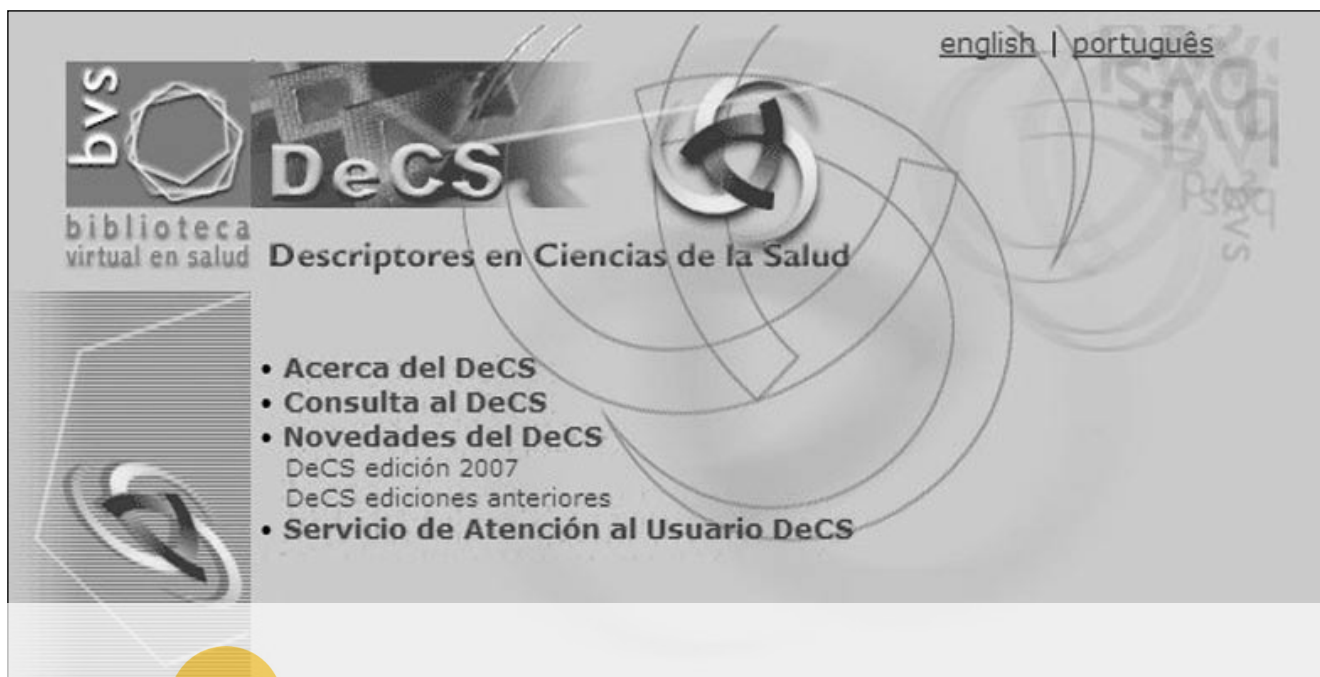 english | português
bvs
DeCS
biblioteca
virtual en salud
Descriptores en Ciencias de la Salud
• Acerca del DeCS
• Consulta al DeCS
• Novedades del DeCS
DeCS edición 2007
DeCS ediciones anteriores
• Servicio de Atención al Usuario DeCS